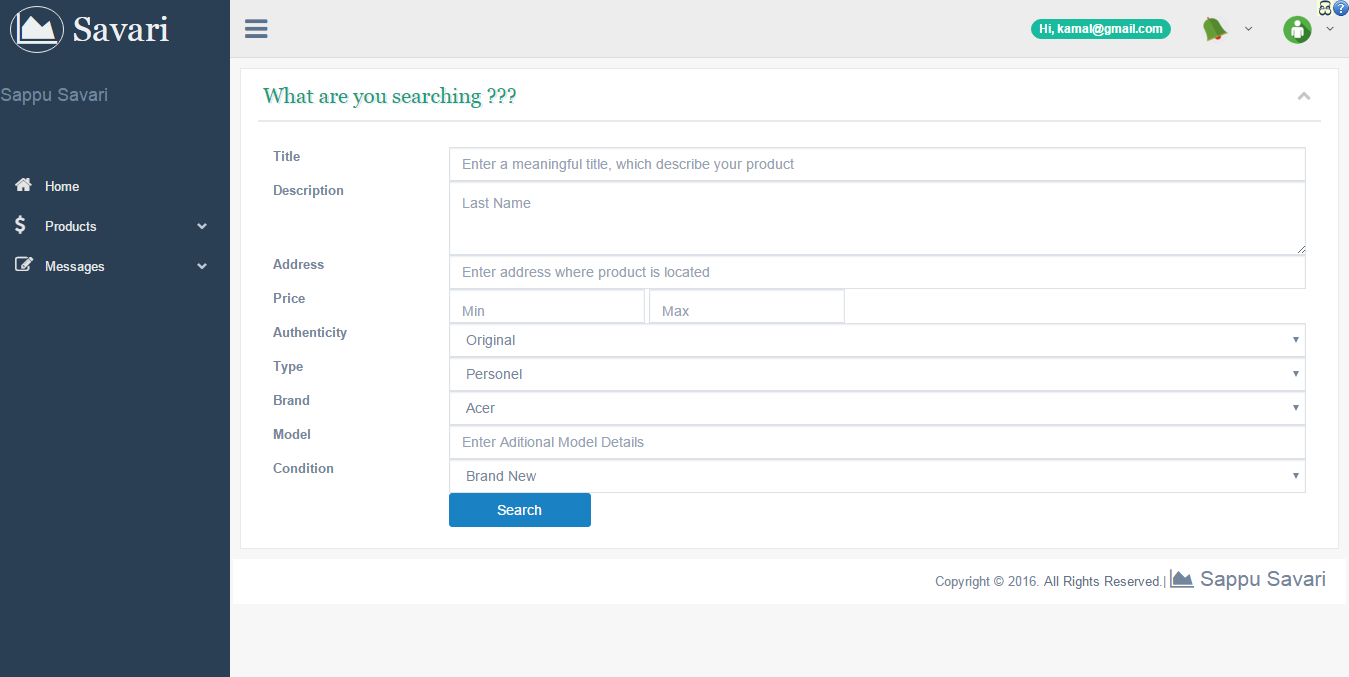 Savari
Hi, kamal@gmail.com
Sappu Savari
Home
Products
Messages
What are you searching ???
Title
Enter a meaningful title, which describe your product
Description
Last Name
Address
Enter address where product is located
Price
Min
Max
Authenticity
Original
Type
Personel
Brand
Acer
Model
Enter Aditional Model Details
Condition
Brand New
Search
Copyright © 2016. All Rights Reserved.| Sappu Savari